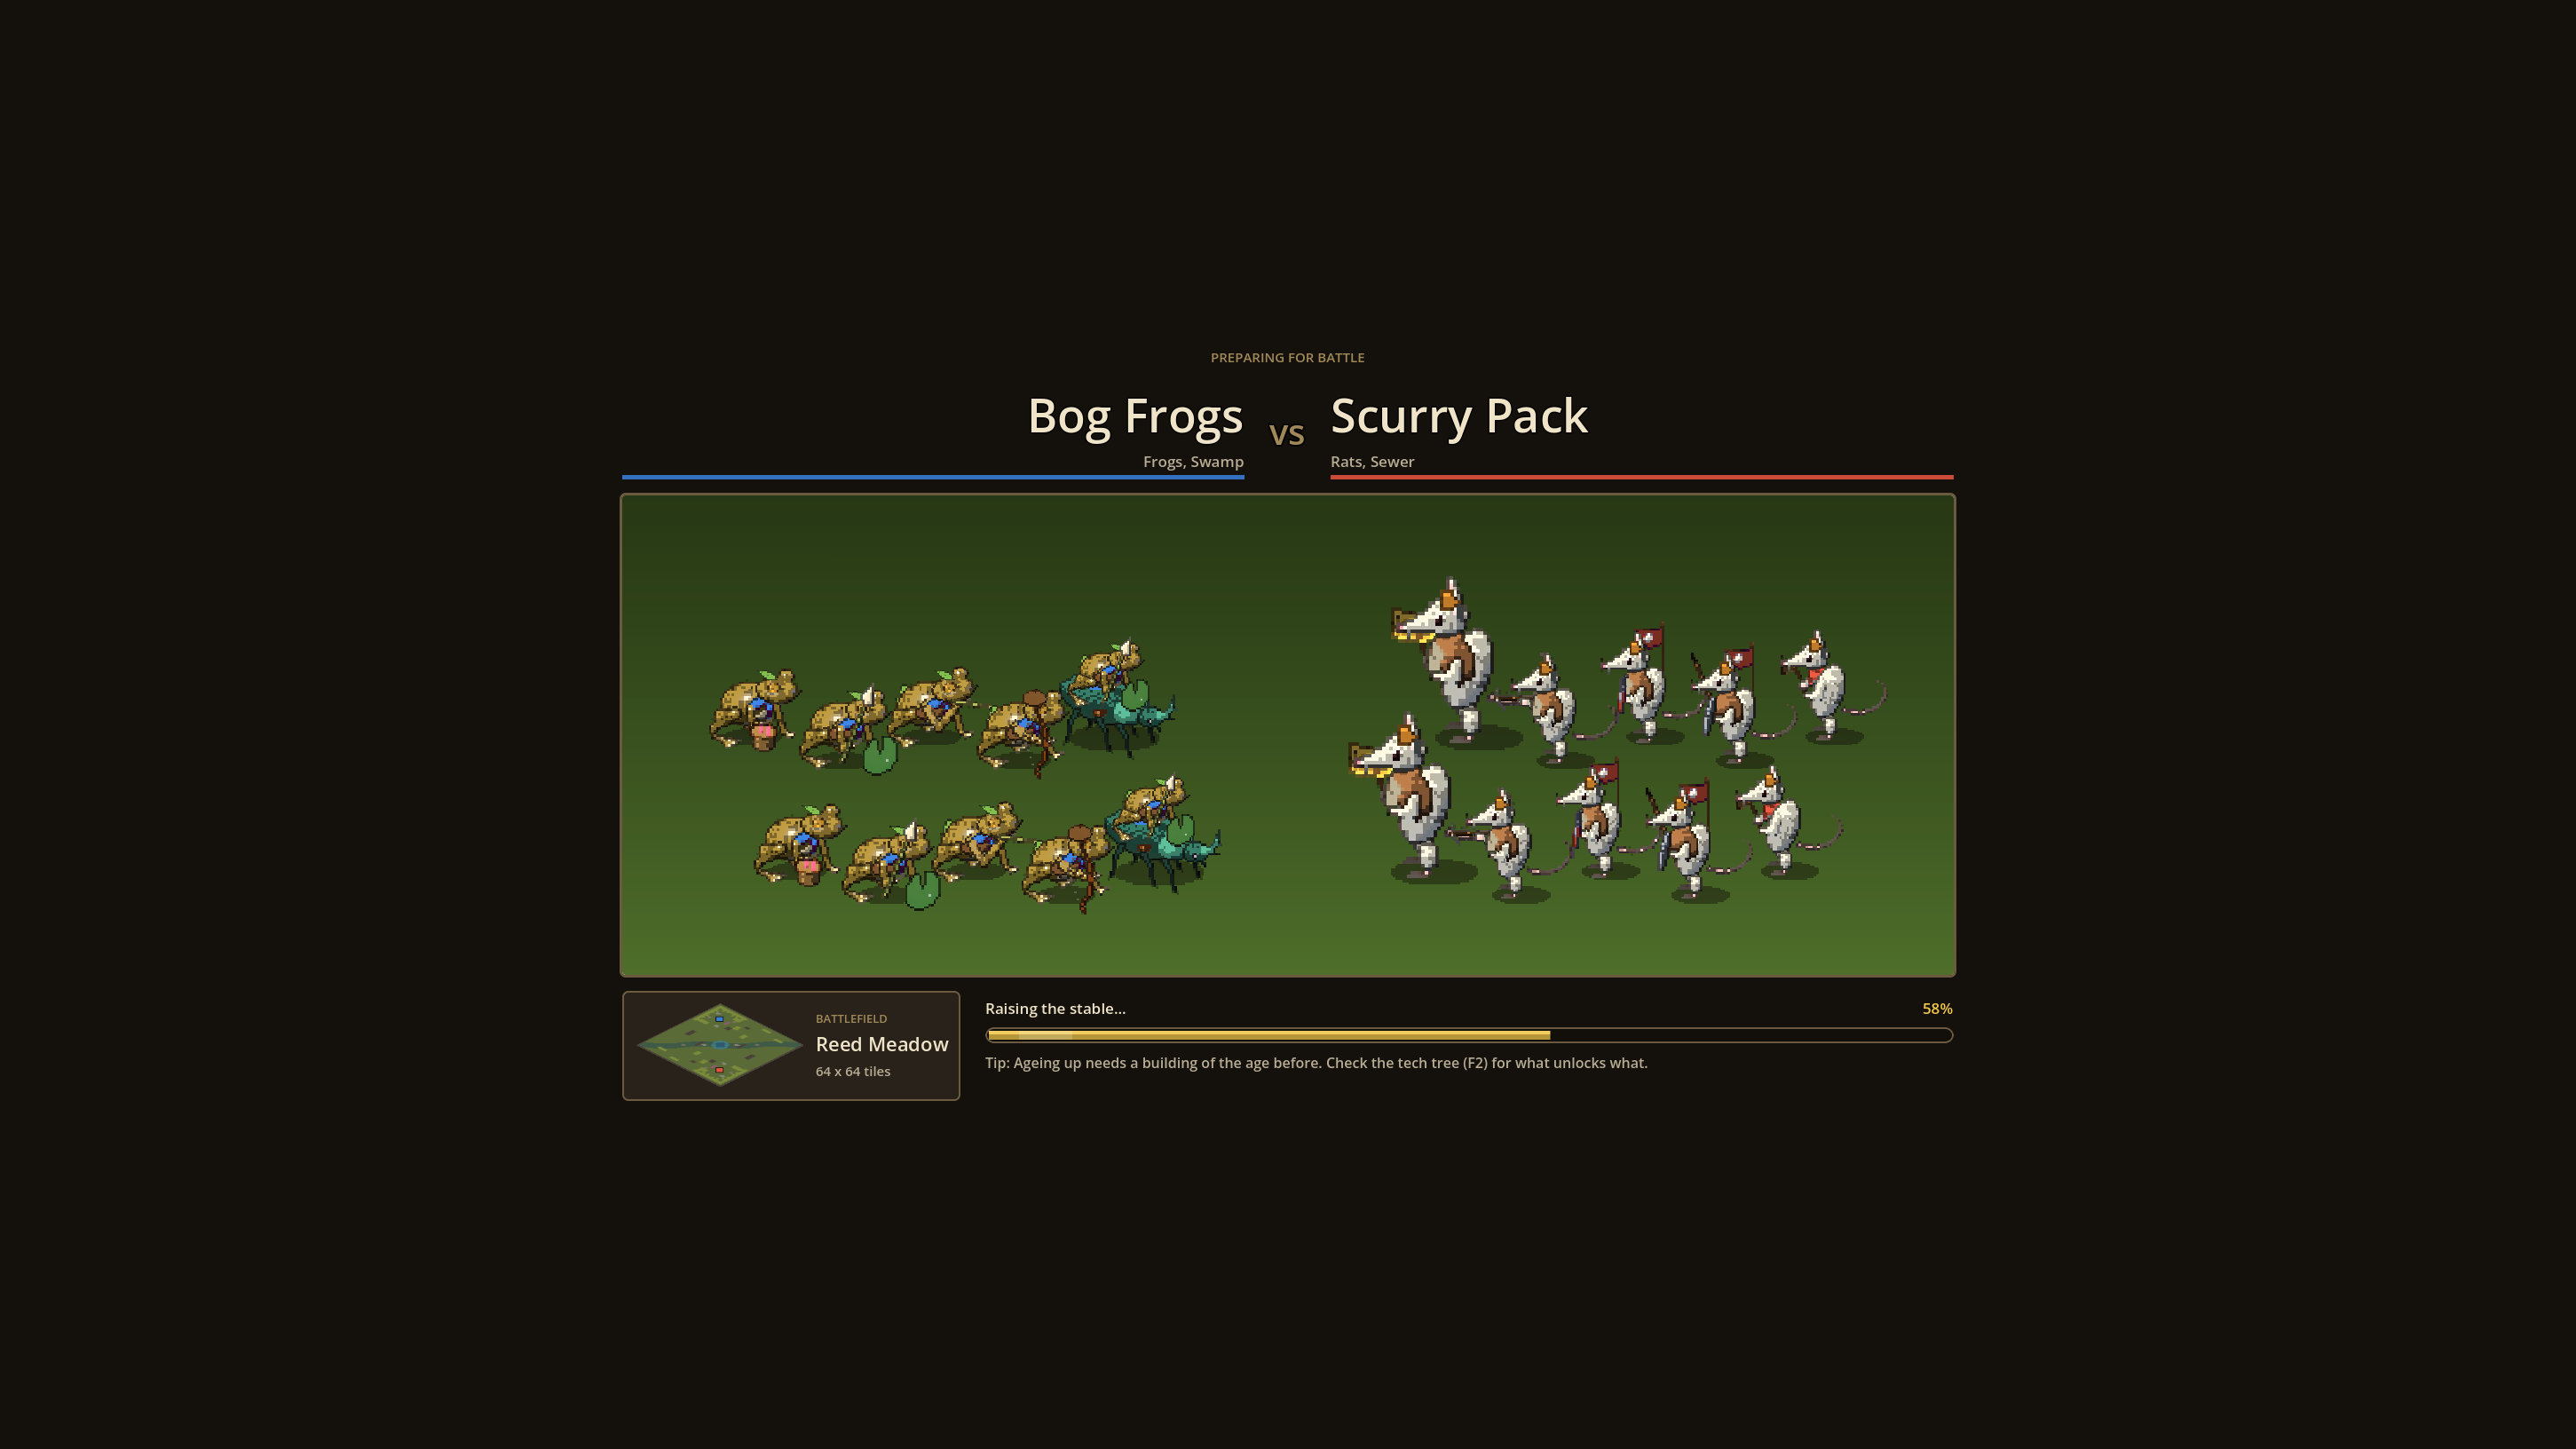 PREPARING FOR BATTLE
Bog Frogs vs Scurry Pack
Frogs, Swamp
Rats, Sewer
BATTLEFIELD
Reed Meadow
64 x 64 tiles
Raising the stable...
58%
Tip: Ageing up needs a building of the age before. Check the tech tree (F2) for what unlocks what.